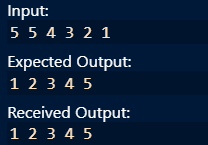 Input:
5 5 4 3 2 1
Expected Output:
1 2 3 4 5
Received Output:
1 2 3 4 5